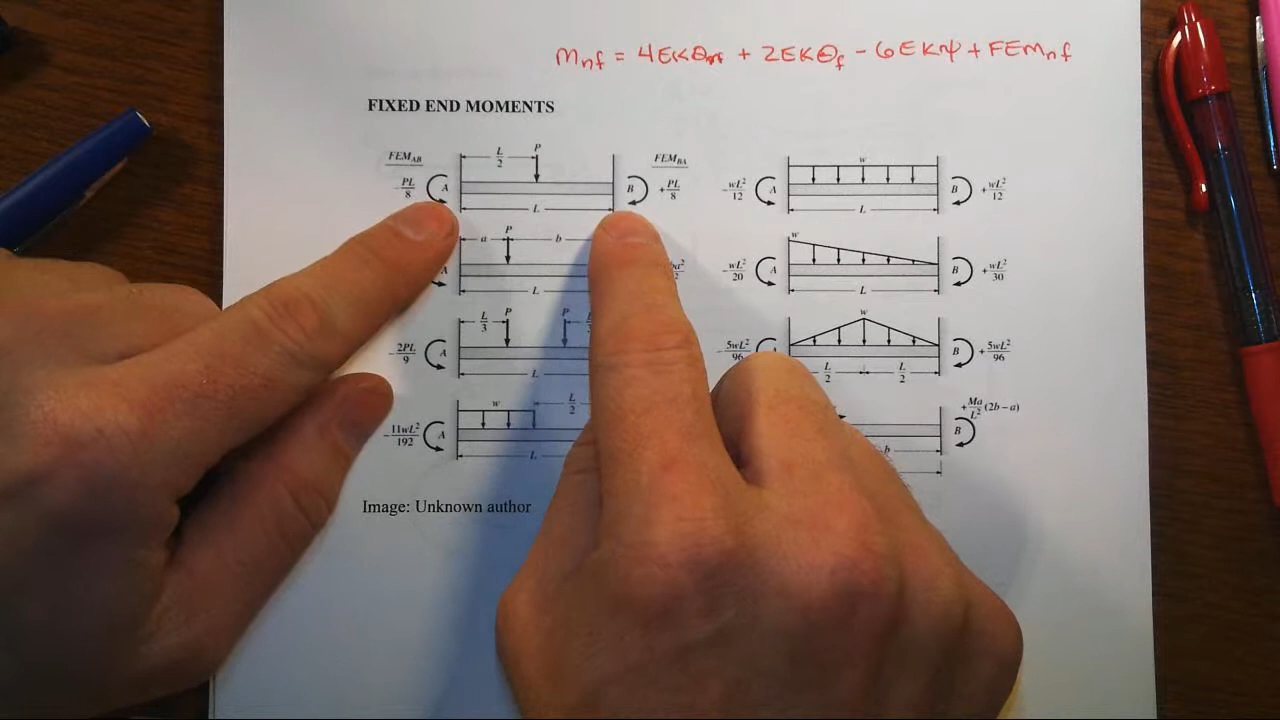 Mnf = 4EKθnf + 2EKθf - 6EKψ + FEMnf
FIXED END MOMENTS
FEM_AB
L/2
P
FEM_BA
-PL/8
A
B
+PL/8
L
-wL²/12
A
w
B
+wL²/12
L
a
P
b
A
L
-wL²/20
A
w
B
+wL²/30
L
L/3
P
P
-2PL/9
A
L
-5wL²/96
w
B
+5wL²/96
L/2
L/2
w
L/2
-11wL²/192
A
L
+Ma/L²(2b-a)
B
b
Image: Unknown author